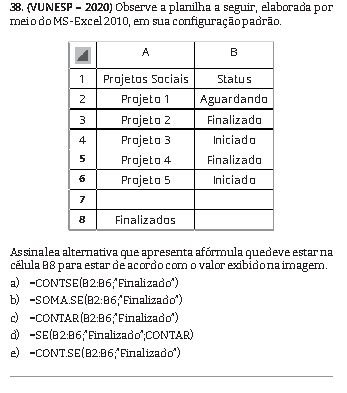 38. (VUNESP – 2020) Observe a planilha a seguir, elaborada por
meio do MS-Excel 2010, em sua configuração padrão.
A B
1 Projetos Sociais Status
2 Projeto 1 Aguardando
3 Projeto 2 Finalizado
4 Projeto 3 Iniciado
5 Projeto 4 Finalizado
6 Projeto 5 Iniciado
7
8 Finalizados
Assinale a alternativa que apresenta a fórmula que deve estar na
célula B8 para estar de acordo com o valor exibido na imagem.
a) =CONTSE(B2:B6;"Finalizado")
b) =SOMA.SE(B2:B6;"Finalizado")
c) =CONTAR(B2:B6;"Finalizado")
d) =SE(B2:B6;"Finalizado";CONTAR)
e) =CONT.SE(B2:B6;"Finalizado")